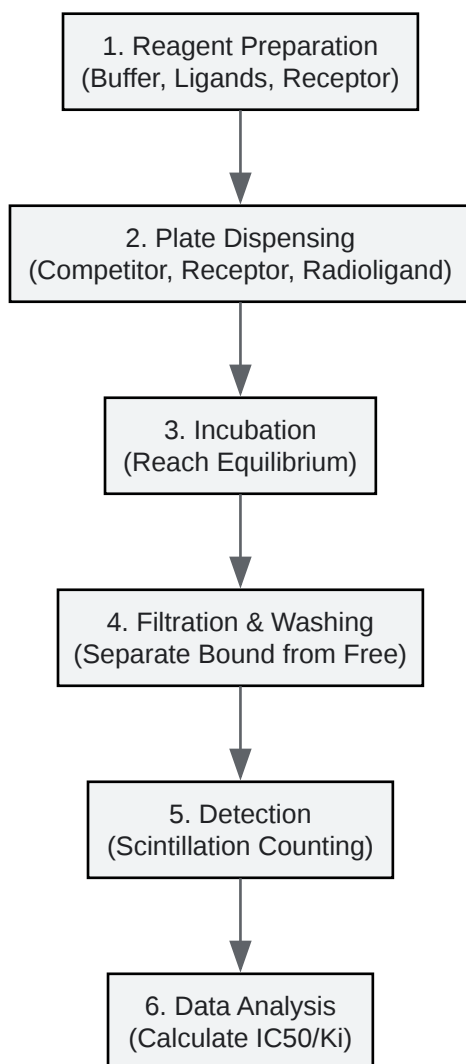 1. Reagent Preparation
(Buffer, Ligands, Receptor)
2. Plate Dispensing
(Competitor, Receptor, Radioligand)
3. Incubation
(Reach Equilibrium)
4. Filtration & Washing
(Separate Bound from Free)
5. Detection
(Scintillation Counting)
6. Data Analysis
(Calculate IC50/Ki)